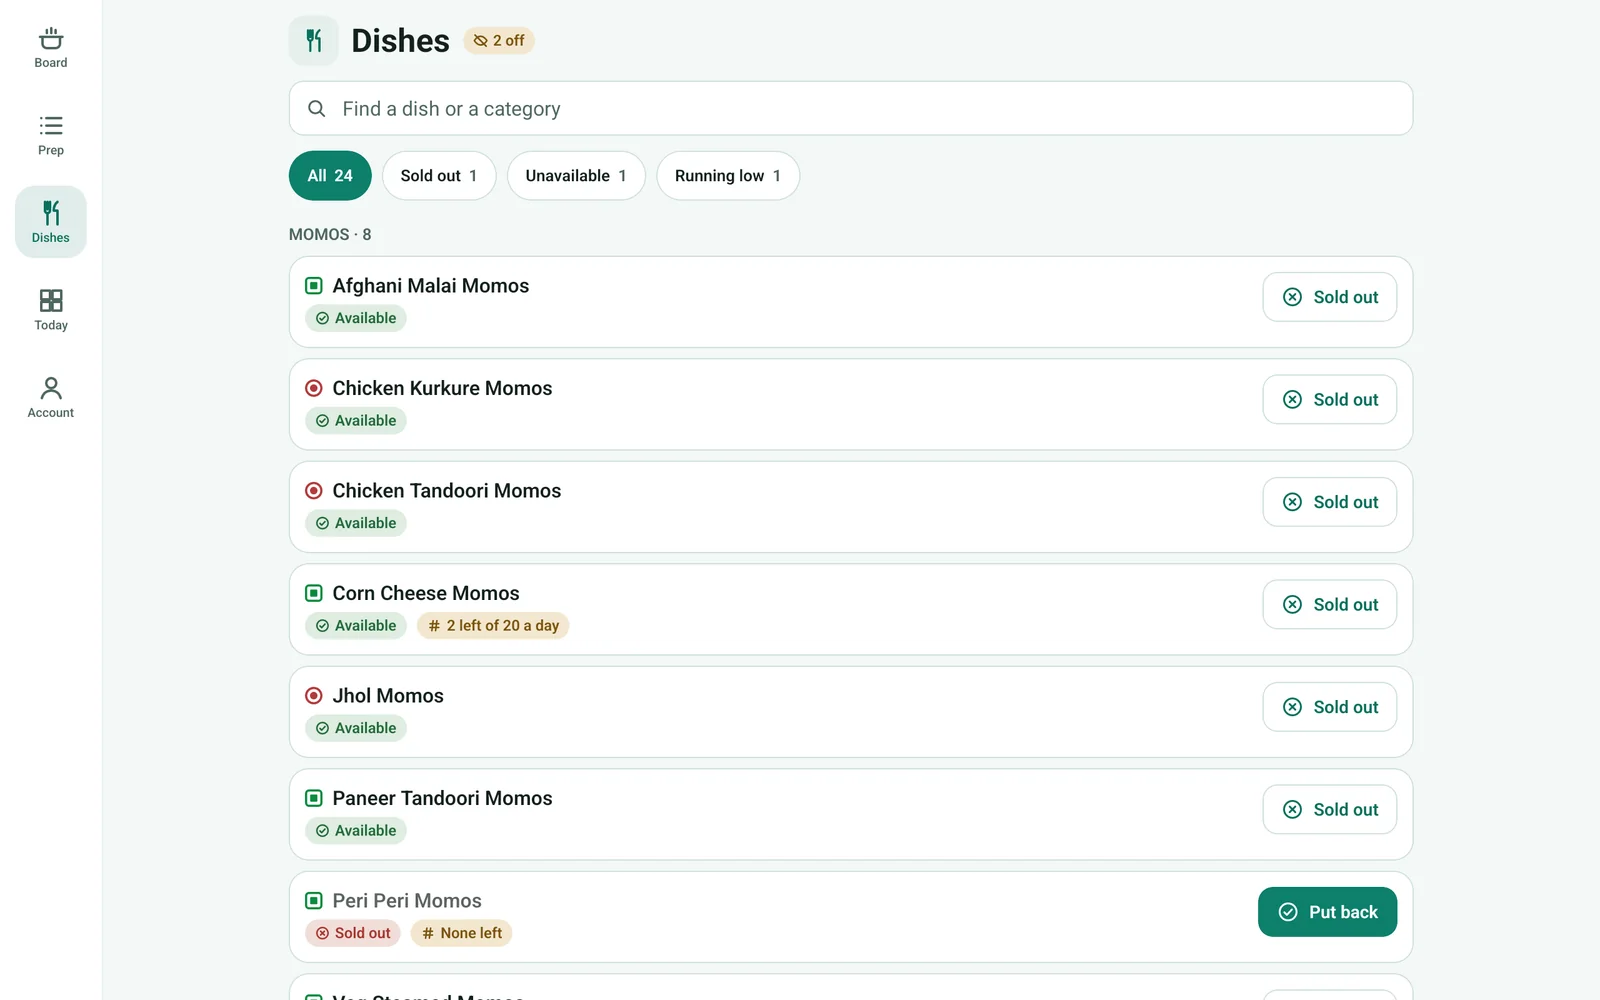 Board
Prep
Dishes
Today
Account
Dishes
2 off
Find a dish or a category
All 24
Sold out 1
Unavailable 1
Running low 1
MOMOS · 8
Afghani Malai Momos
Available
Sold out
Chicken Kurkure Momos
Available
Sold out
Chicken Tandoori Momos
Available
Sold out
Corn Cheese Momos
Available
# 2 left of 20 a day
Sold out
Jhol Momos
Available
Sold out
Paneer Tandoori Momos
Available
Sold out
Peri Peri Momos
Sold out
# None left
Put back
Veg Steamed Momos